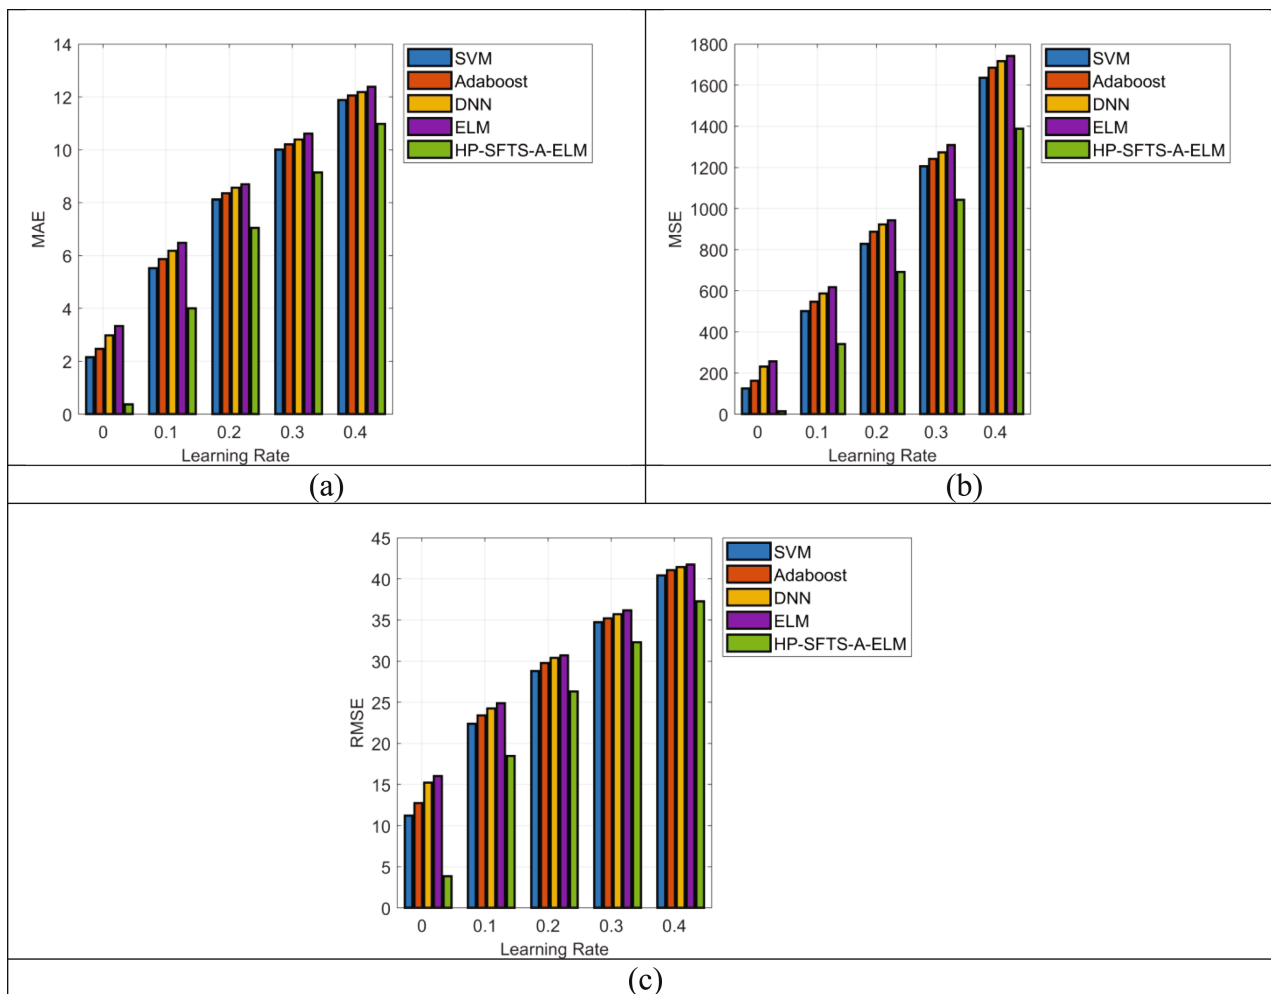 14
12
10
8
6
4
2
0
MAE
0 0.1 0.2 0.3 0.4
Learning Rate
SVM
Adaboost
DNN
ELM
HP-SFTS-A-ELM
(a)
1800
1600
1400
1200
1000
800
600
400
200
0
MSE
0 0.1 0.2 0.3 0.4
Learning Rate
SVM
Adaboost
DNN
ELM
HP-SFTS-A-ELM
(b)
45
40
35
30
25
20
15
10
5
0
RMSE
0 0.1 0.2 0.3 0.4
Learning Rate
SVM
Adaboost
DNN
ELM
HP-SFTS-A-ELM
(c)